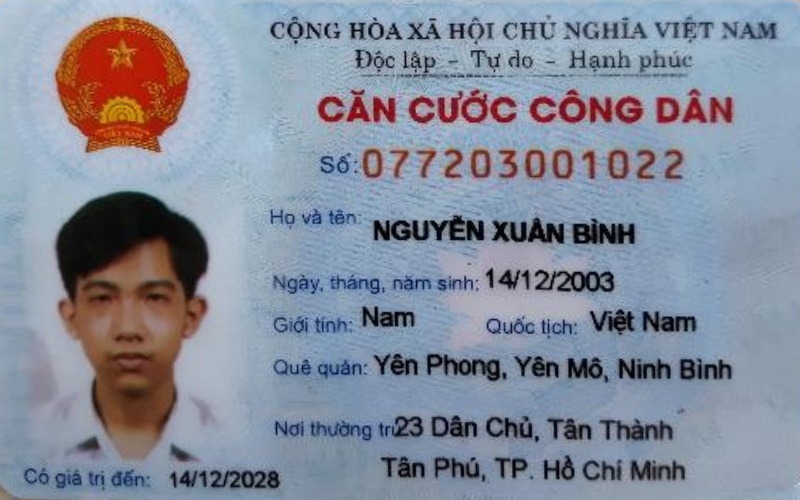 CỘNG HÒA XÃ HỘI CHỦ NGHĨA VIỆT NAM
Độc lập - Tự do - Hạnh phúc
CĂN CƯỚC CÔNG DÂN
Số: 077203001022
Họ và tên: NGUYỄN XUÂN BÌNH
Ngày, tháng, năm sinh: 14/12/2003
Giới tính: Nam Quốc tịch: Việt Nam
Quê quán: Yên Phong, Yên Mô, Ninh Bình
Nơi thường trú 23 Dân Chủ, Tân Thành
Tân Phú, TP. Hồ Chí Minh
Có giá trị đến: 14/12/2028
VIỆT NAM